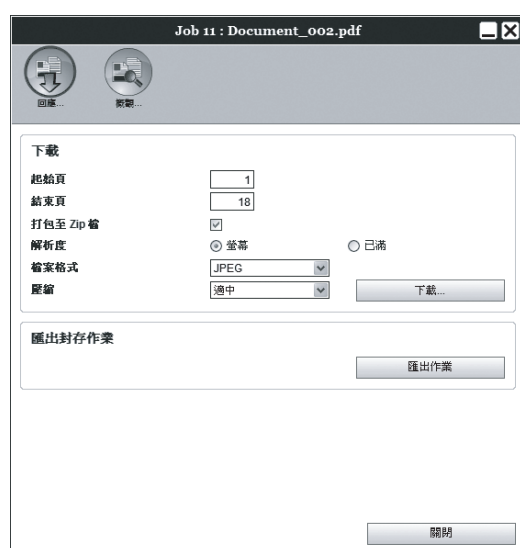 Job 11 : Document_002.pdf
回應... 預覽...
下載
起始頁 1
結束頁 18
打包至 Zip 檔
解析度 螢幕 已滿
檔案格式 JPEG
壓縮 適中 下載...
匯出封存作業
匯出作業
關閉